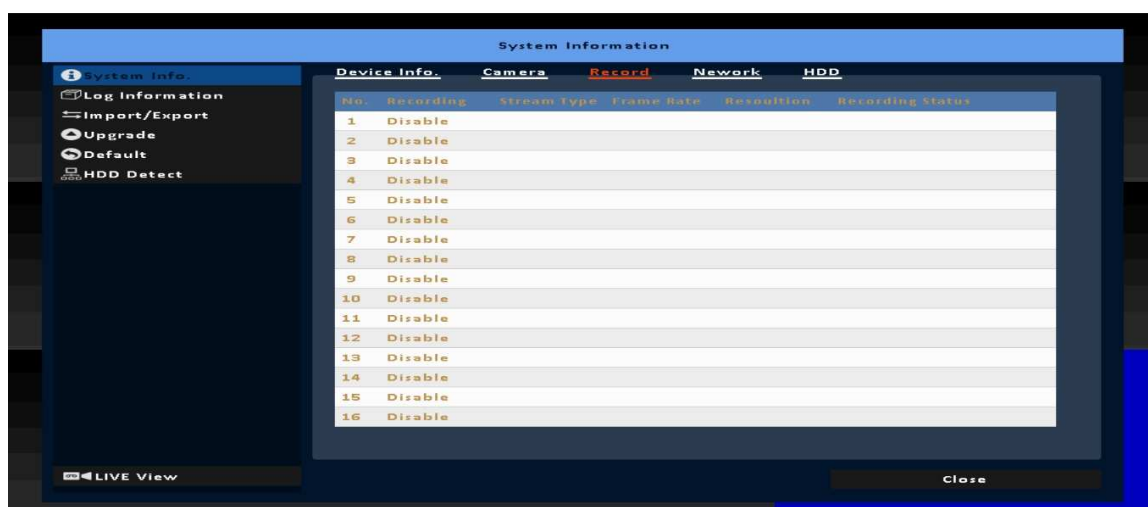 System Information
System Info.
Log Information
Import/Export
Upgrade
Default
HDD Detect
LIVE View
Device Info. Camera Record Nework HDD
No. Recording Stream Type Frame Rate Resoultion Recording Status
1 Disable
2 Disable
3 Disable
4 Disable
5 Disable
6 Disable
7 Disable
8 Disable
9 Disable
10 Disable
11 Disable
12 Disable
13 Disable
14 Disable
15 Disable
16 Disable
Close